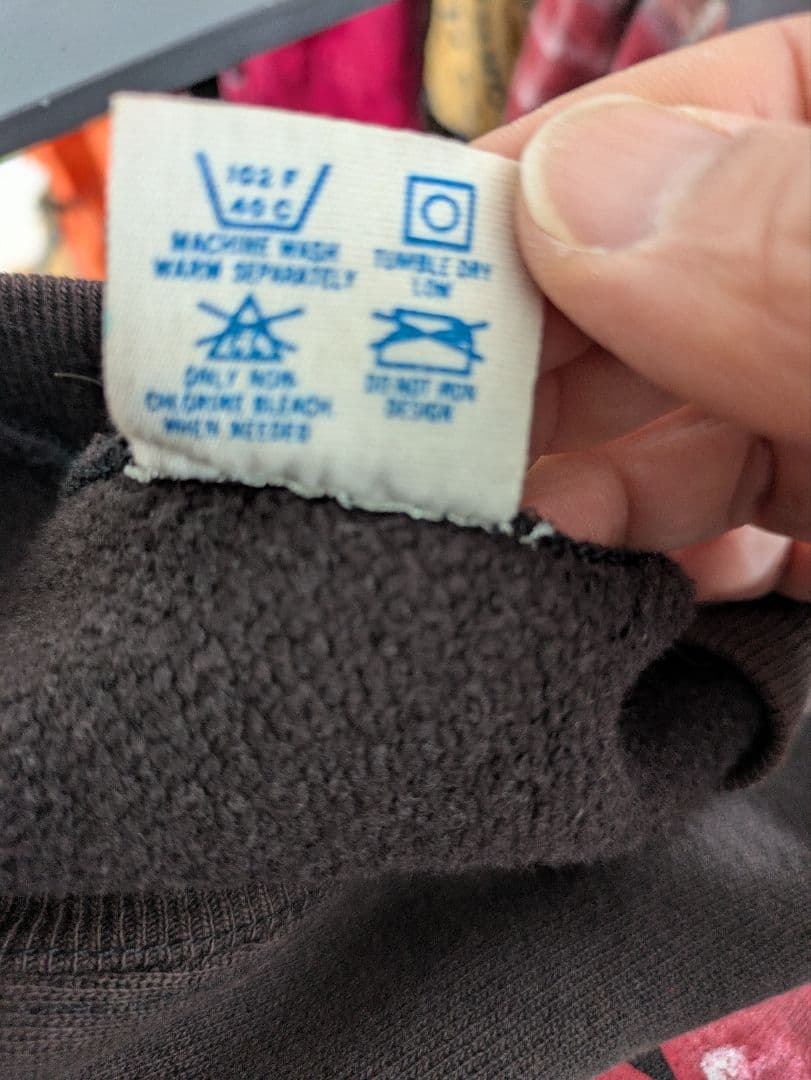 102 F
40 C
MACHINE WASH
WARM SEPARATELY
TUMBLE DRY
LOW
CL
ONLY NON
CHLORINE BLEACH
WHEN NEEDED
DO NOT IRON
DESIGN